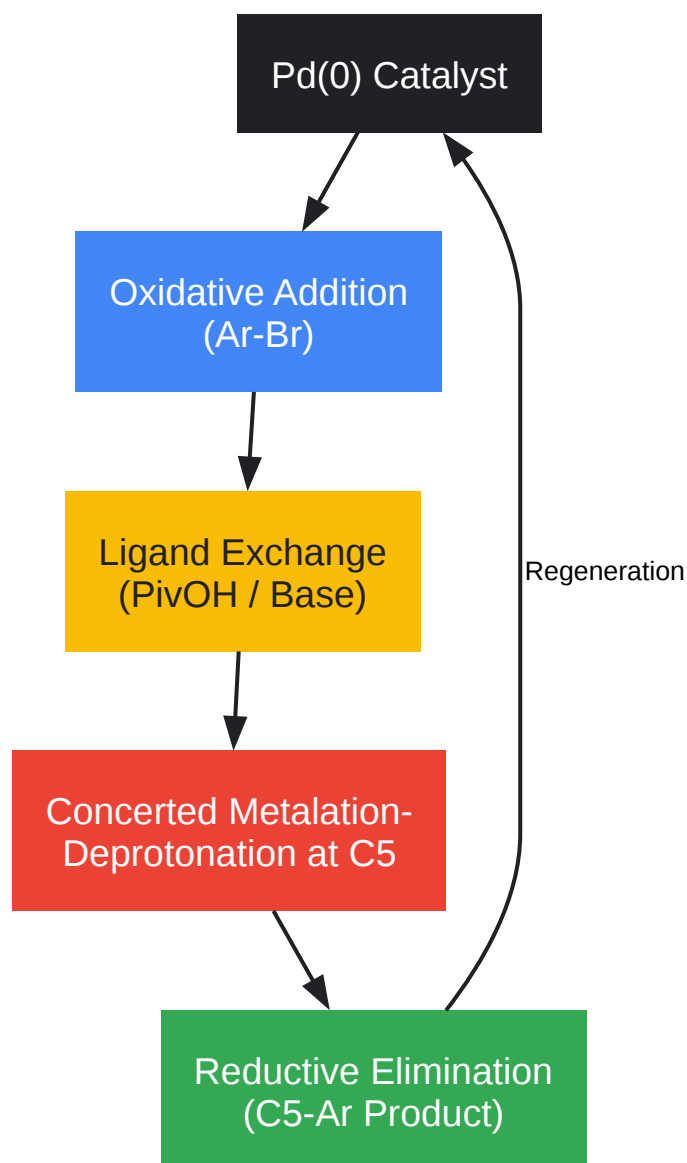 Pd(0) Catalyst
Oxidative Addition
(Ar-Br)
Ligand Exchange
(PivOH / Base)
Regeneration
Concerted Metalation-
Deprotonation at C5
Reductive Elimination
(C5-Ar Product)